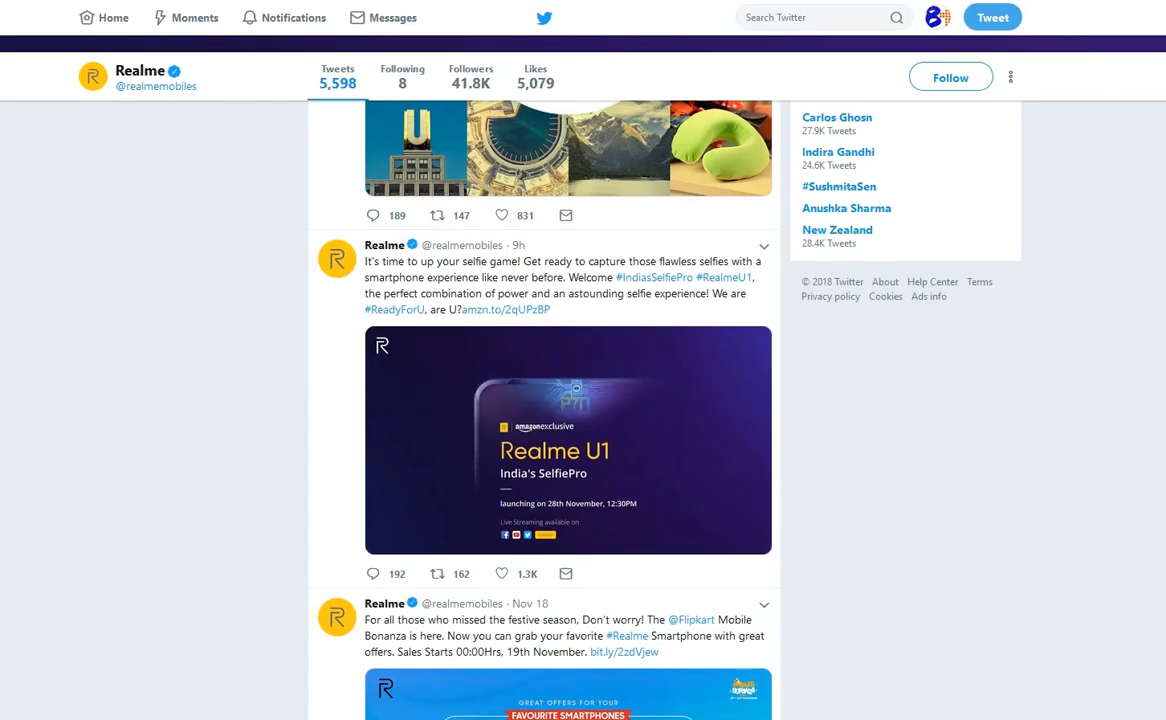 Home Moments Notifications Messages Search Twitter Tweet
Realme @realmemobiles
Tweets 5,598 Following 8 Followers 41.8K Likes 5,079 Follow
Carlos Ghosn
27.9K Tweets
Indira Gandhi
24.6K Tweets
#SushmitaSen
Anushka Sharma
New Zealand
28.4K Tweets
© 2018 Twitter About Help Center Terms
Privacy policy Cookies Ads info
U
189 147 831
Realme @realmemobiles · 9h
It's time to up your selfie game! Get ready to capture those flawless selfies with a
smartphone experience like never before. Welcome #IndiasSelfiePro #RealmeU1,
the perfect combination of power and an astounding selfie experience! We are
#ReadyForU, are U?amzn.to/2qUPzBP
R
P70
amazonexclusive
Realme U1
India's SelfiePro
launching on 28th November, 12:30PM
Live Streaming available on
192 162 1.3K
Realme @realmemobiles · Nov 18
For all those who missed the festive season, Don't worry! The @Flipkart Mobile
Bonanza is here. Now you can grab your favorite #Realme Smartphone with great
offers. Sales Starts 00:00Hrs, 19th November. bit.ly/2zdVjew
R
GREAT OFFERS FOR YOUR
FAVOURITE SMARTPHONES